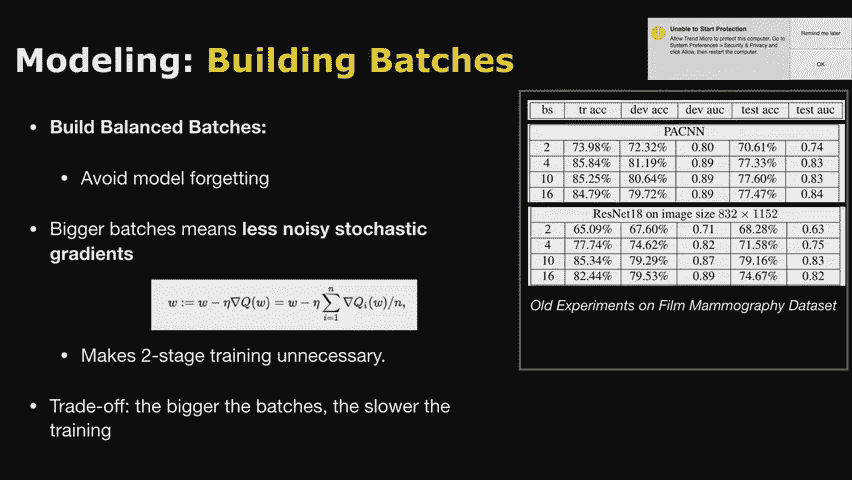 Unable to Start Protection
Allow Trend Micro to protect this computer. Go to
System Preferences > Security & Privacy and
click Allow, then restart the computer.
Remind me later
OK
Modeling: Building Batches
• Build Balanced Batches:
• Avoid model forgetting
• Bigger batches means less noisy stochastic
gradients
w := w − η∇Q(w) = w − η ∑ⁿᵢ₌₁ ∇Qᵢ(w)/n,
• Makes 2-stage training unnecessary.
• Trade-off: the bigger the batches, the slower the
training
bs tr acc dev acc dev auc test acc test auc
PACNN
2 73.98% 72.32% 0.80 70.61% 0.74
4 85.84% 81.19% 0.89 77.33% 0.83
10 85.25% 80.64% 0.89 77.60% 0.83
16 84.79% 79.72% 0.89 77.47% 0.84
ResNet18 on image size 832 × 1152
2 65.09% 67.60% 0.71 68.28% 0.63
4 77.74% 74.62% 0.82 71.58% 0.75
10 85.34% 79.29% 0.87 79.16% 0.83
16 82.44% 79.53% 0.89 74.67% 0.82
Old Experiments on Film Mammography Dataset